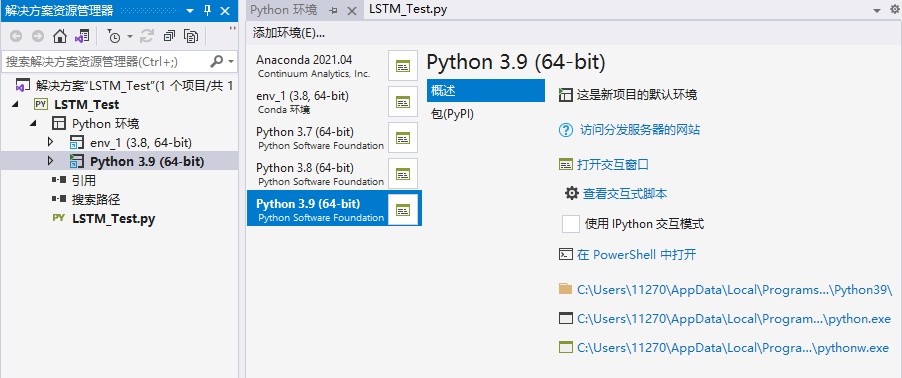 解决方案资源管理器
搜索解决方案资源管理器(Ctrl+;)
解决方案"LSTM_Test"(1 个项目/共 1
LSTM_Test
Python 环境
env_1 (3.8, 64-bit)
Python 3.9 (64-bit)
引用
搜索路径
LSTM_Test.py
Python 环境
LSTM_Test.py
添加环境(E)...
Anaconda 2021.04
Continuum Analytics, Inc.
env_1 (3.8, 64-bit)
Conda 环境
Python 3.7 (64-bit)
Python Software Foundation
Python 3.8 (64-bit)
Python Software Foundation
Python 3.9 (64-bit)
Python Software Foundation
Python 3.9 (64-bit)
概述
包(PyPI)
这是新项目的默认环境
访问分发服务器的网站
打开交互窗口
查看交互式脚本
使用 IPython 交互模式
在 PowerShell 中打开
C:\Users\11270\AppData\Local\Programs...\Python39\
C:\Users\11270\AppData\Local\Program...\python.exe
C:\Users\11270\AppData\Local\Progra...\pythonw.exe